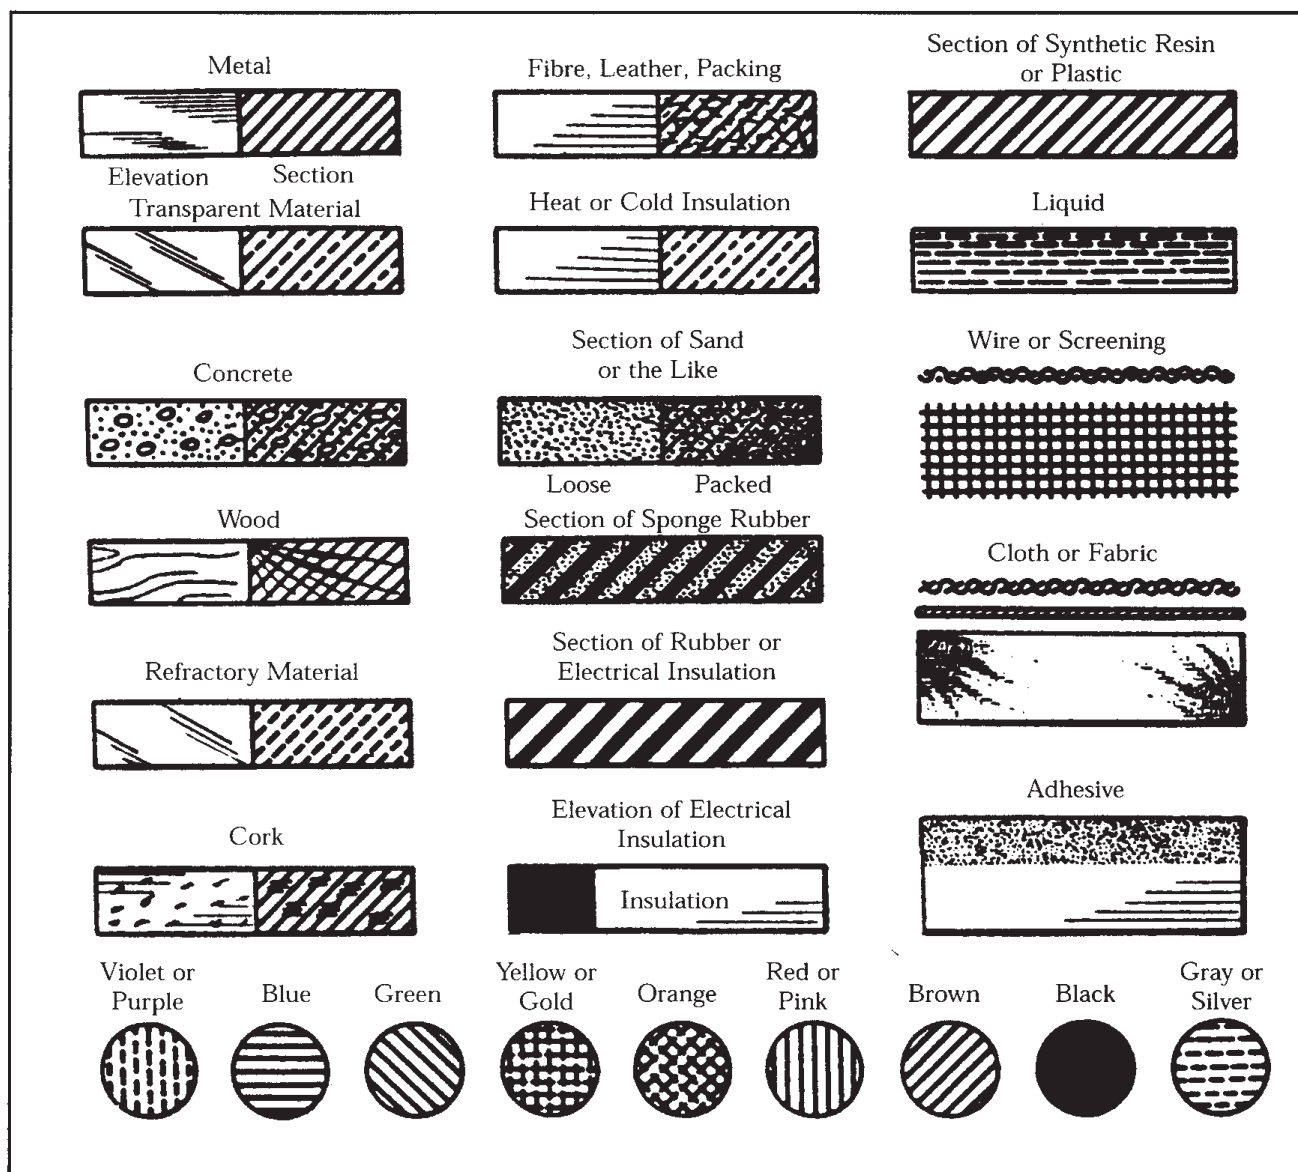 Metal
Elevation
Section
Transparent Material
Concrete
Wood
Refractory Material
Cork
Fibre, Leather, Packing
Heat or Cold Insulation
Section of Sand
or the Like
Loose
Packed
Section of Sponge Rubber
Section of Rubber or
Electrical Insulation
Elevation of Electrical
Insulation
Insulation
Section of Synthetic Resin
or Plastic
Liquid
Wire or Screening
Cloth or Fabric
Adhesive
Violet or
Purple
Blue
Green
Yellow or
Gold
Orange
Red or
Pink
Brown
Black
Gray or
Silver